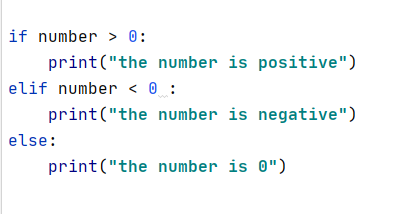 if number > 0:
    print("the number is positive")
elif number < 0 :
    print("the number is negative")
else:
    print("the number is 0")